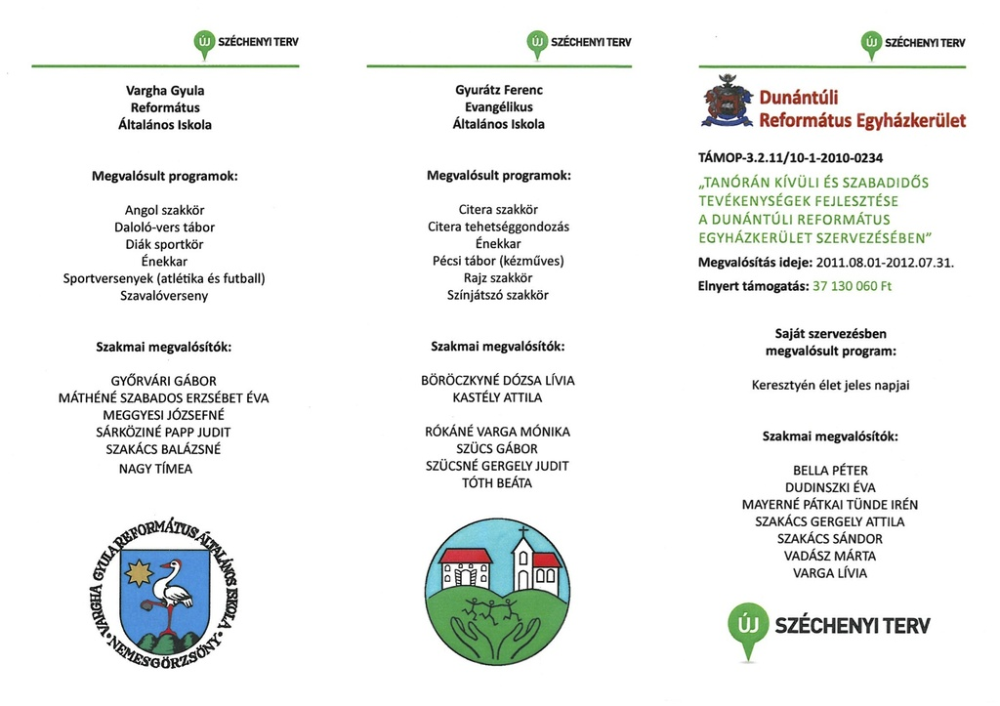 ÚJ SZÉCHENYI TERV
Vargha Gyula
Református
Általános Iskola
Megvalósult programok:
Angol szakkör
Daloló-vers tábor
Diák sportkör
Énekkar
Sportversenyek (atlétika és futball)
Szavalóverseny
Szakmai megvalósítók:
GYŐRVÁRI GÁBOR
MÁTHÉNÉ SZABADOS ERZSÉBET ÉVA
MEGGYESI JÓZSEFNÉ
SÁRKÖZINÉ PAPP JUDIT
SZAKÁCS BALÁZSNÉ
NAGY TÍMEA
VARGHA GYULA REFORMÁTUS ÁLTALÁNOS ISKOLA
•NEMESGÖRZSÖNY•
ÚJ SZÉCHENYI TERV
Gyurátz Ferenc
Evangélikus
Általános Iskola
Megvalósult programok:
Citera szakkör
Citera tehetséggondozás
Énekkar
Pécsi tábor (kézműves)
Rajz szakkör
Színjátszó szakkör
Szakmai megvalósítók:
BÖRÖCZKYNÉ DÓZSA LÍVIA
KASTÉLY ATTILA
RÓKÁNÉ VARGA MÓNIKA
SZÜCS GÁBOR
SZÜCSNÉ GERGELY JUDIT
TÓTH BEÁTA
ÚJ SZÉCHENYI TERV
Dunántúli
Református Egyházkerület
TÁMOP-3.2.11/10-1-2010-0234
„TANÓRÁN KÍVÜLI ÉS SZABADIDŐS
TEVÉKENYSÉGEK FEJLESZTÉSE
A DUNÁNTÚLI REFORMÁTUS
EGYHÁZKERÜLET SZERVEZÉSÉBEN”
Megvalósítás ideje: 2011.08.01-2012.07.31.
Elnyert támogatás: 37 130 060 Ft
Saját szervezésben
megvalósult program:
Keresztyén élet jeles napjai
Szakmai megvalósítók:
BELLA PÉTER
DUDINSZKI ÉVA
MAYERNÉ PÁTKAI TÜNDE IRÉN
SZAKÁCS GERGELY ATTILA
SZAKÁCS SÁNDOR
VADÁSZ MÁRTA
VARGA LÍVIA
ÚJ SZÉCHENYI TERV